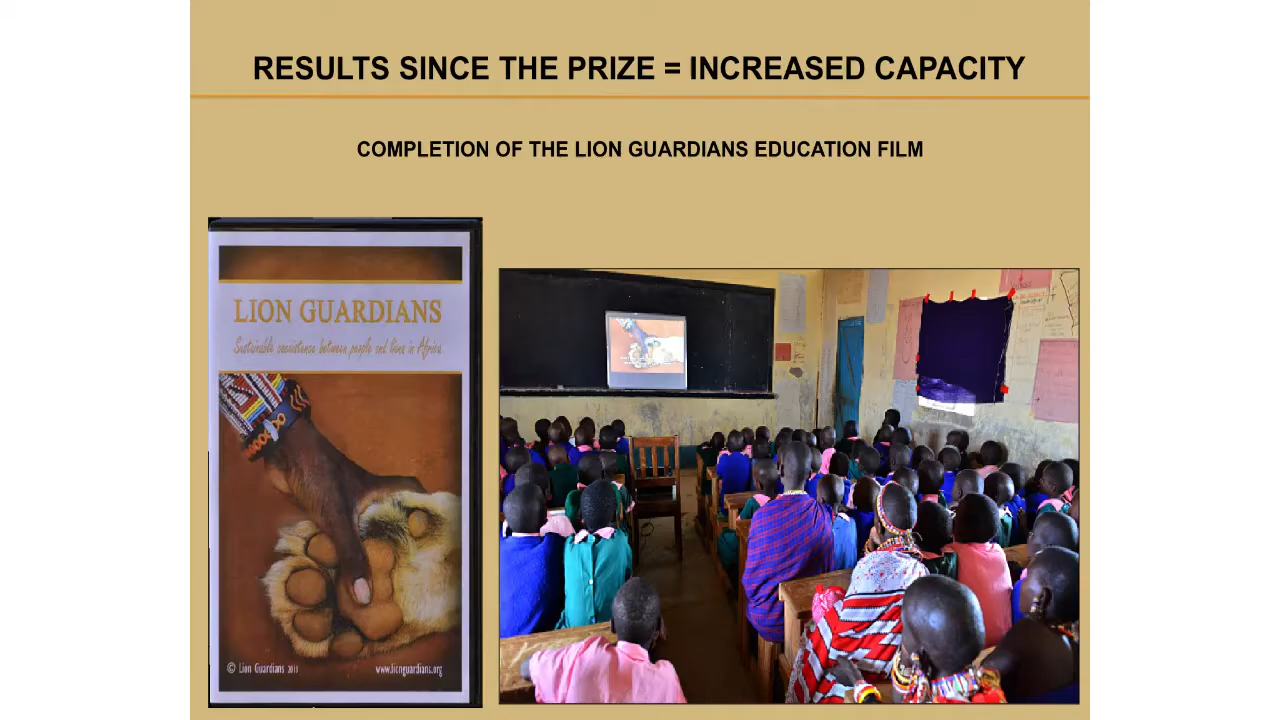 RESULTS SINCE THE PRIZE = INCREASED CAPACITY
COMPLETION OF THE LION GUARDIANS EDUCATION FILM
LION GUARDIANS
Sustainable coexistence between people and lions in Africa
© Lion Guardians 2013
www.lionguardians.org